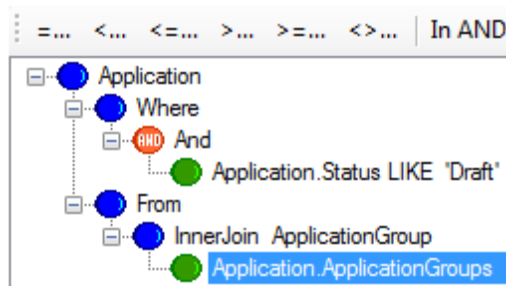 =... <... <=... >... >=... <>... In AND
Application
Where
AND And
Application.Status LIKE "Draft"
From
InnerJoin ApplicationGroup
Application.ApplicationGroups